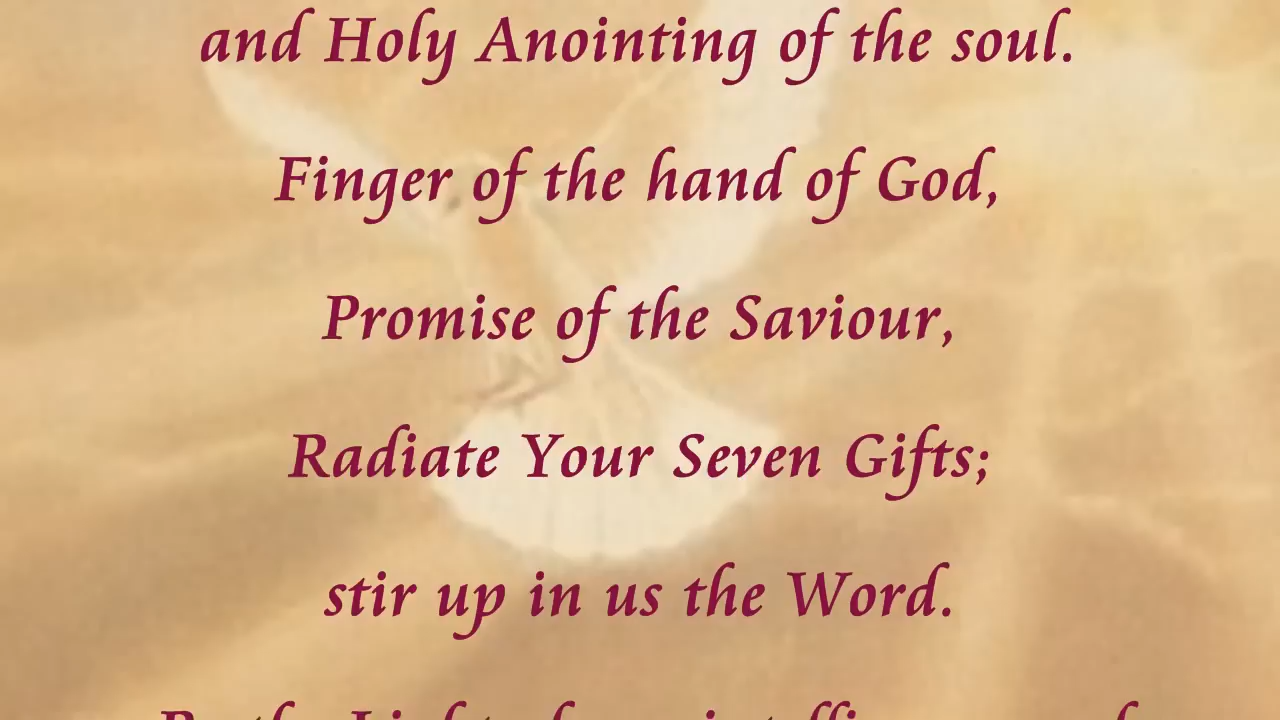 and Holy Anointing of the soul.
Finger of the hand of God,
Promise of the Saviour,
Radiate Your Seven Gifts;
stir up in us the Word.